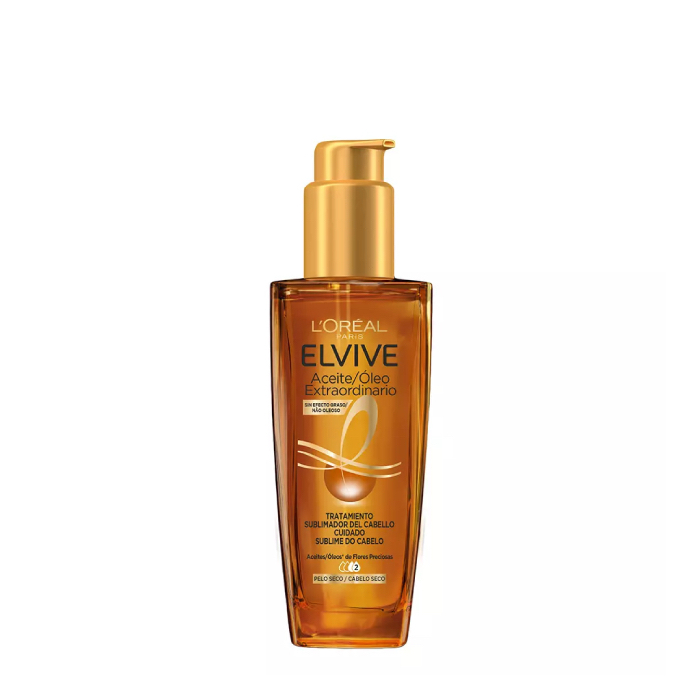 L'ORÉAL
PARIS
ELVIVE
Aceite/Óleo
Extraordinario
SIN EFECTO GRASO/
NÃO OLEOSO
TRATAMIENTO
SUBLIMADOR DEL CABELLO
CUIDADO
SUBLIME DO CABELO
Aceites/Óleos* de Flores Preciosas
2
PELO SECO / CABELO SECO